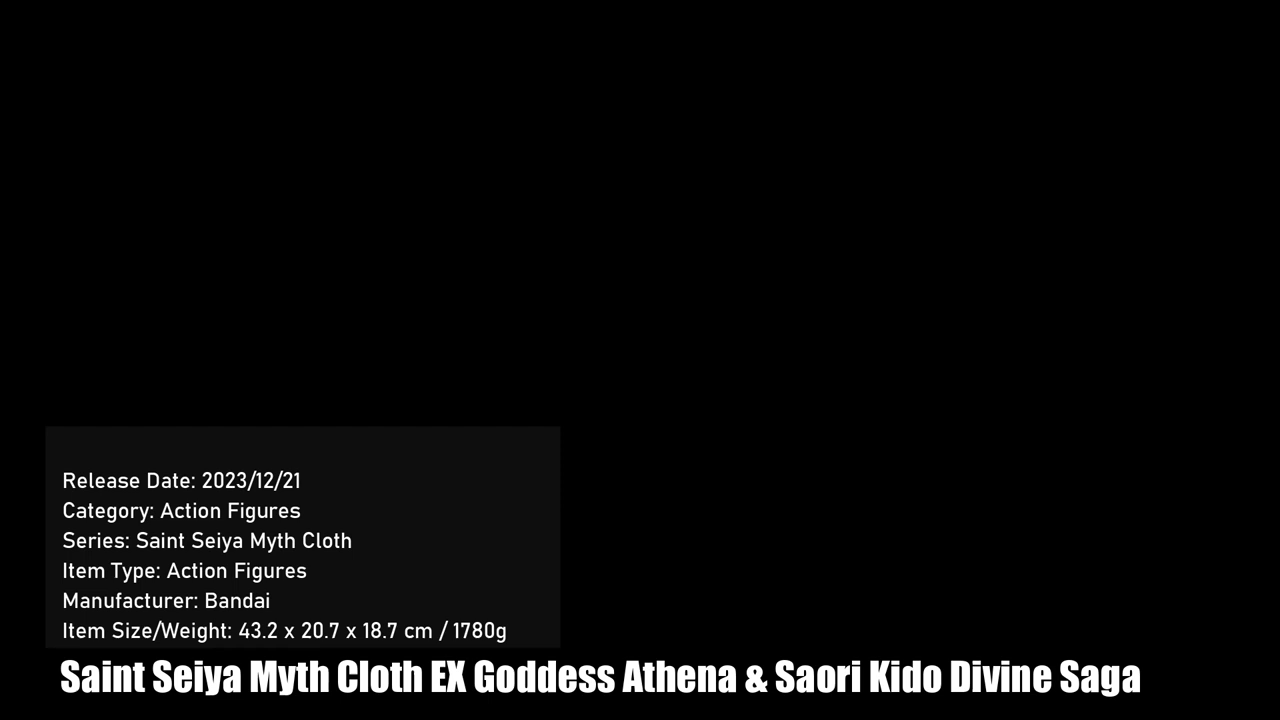 Release Date: 2023/12/21
Category: Action Figures
Series: Saint Seiya Myth Cloth
Item Type: Action Figures
Manufacturer: Bandai
Item Size/Weight: 43.2 x 20.7 x 18.7 cm / 1780g
Saint Seiya Myth Cloth EX Goddess Athena & Saori Kido Divine Saga